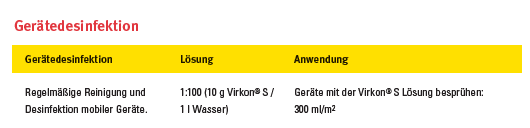 Gerätedesinfektion
Gerätedesinfektion Lösung Anwendung
Regelmäßige Reinigung und 1:100 (10 g Virkon® S / Geräte mit der Virkon® S Lösung besprühen:
Desinfektion mobiler Geräte. 1 l Wasser) 300 ml/m²